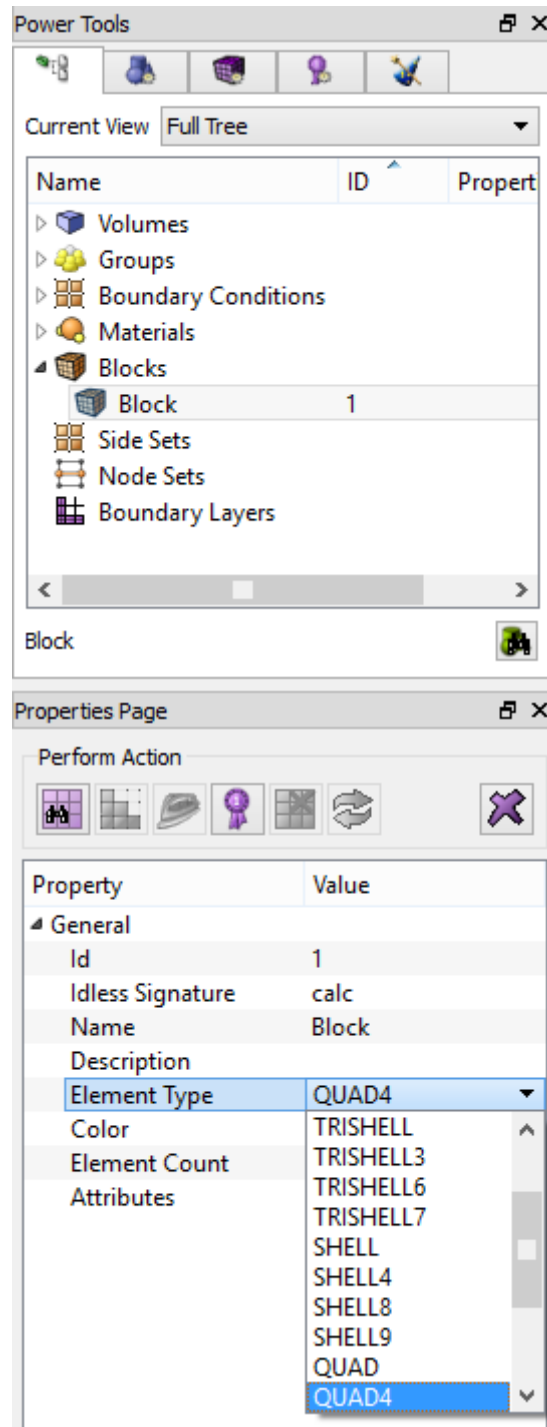 Power Tools
Current View Full Tree
Name ID Propert
Volumes
Groups
Boundary Conditions
Materials
Blocks
Block 1
Side Sets
Node Sets
Boundary Layers
Block
Properties Page
Perform Action
Property Value
General
Id 1
Idless Signature calc
Name Block
Description
Element Type QUAD4
Color TRISHELL
Element Count TRISHELL3
Attributes TRISHELL6
TRISHELL7
SHELL
SHELL4
SHELL8
SHELL9
QUAD
QUAD4